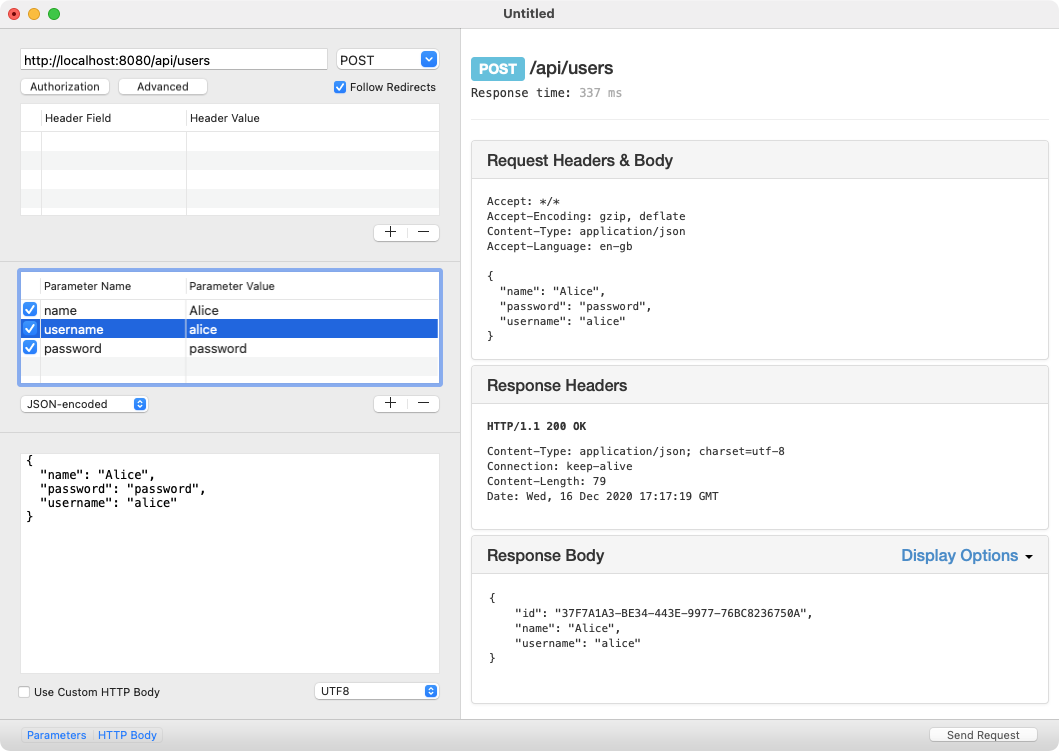 Untitled
http://localhost:8080/api/users
POST
Authorization
Advanced
Follow Redirects
Header Field
Header Value
Parameter Name
Parameter Value
name
Alice
username
alice
password
password
JSON-encoded
{
  "name": "Alice",
  "password": "password",
  "username": "alice"
}
Use Custom HTTP Body
UTF8
Parameters
HTTP Body
POST /api/users
Response time: 337 ms
Request Headers & Body
Accept: */*
Accept-Encoding: gzip, deflate
Content-Type: application/json
Accept-Language: en-gb
{
  "name": "Alice",
  "password": "password",
  "username": "alice"
}
Response Headers
HTTP/1.1 200 OK
Content-Type: application/json; charset=utf-8
Connection: keep-alive
Content-Length: 79
Date: Wed, 16 Dec 2020 17:17:19 GMT
Response Body
Display Options
{
    "id": "37F7A1A3-BE34-443E-9977-76BC8236750A",
    "name": "Alice",
    "username": "alice"
}
Send Request